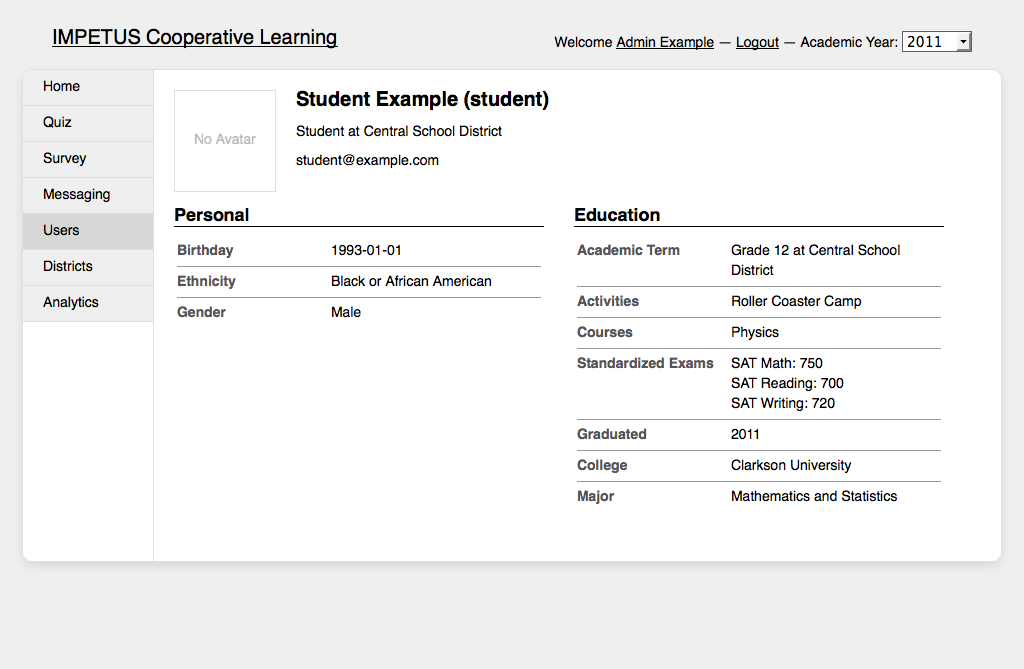 IMPETUS Cooperative Learning
Welcome Admin Example — Logout — Academic Year: 2011
Home
Quiz
Survey
Messaging
Users
Districts
Analytics
No Avatar
Student Example (student)
Student at Central School District
student@example.com
Personal
Birthday 1993-01-01
Ethnicity Black or African American
Gender Male
Education
Academic Term Grade 12 at Central School
District
Activities Roller Coaster Camp
Courses Physics
Standardized Exams SAT Math: 750
SAT Reading: 700
SAT Writing: 720
Graduated 2011
College Clarkson University
Major Mathematics and Statistics